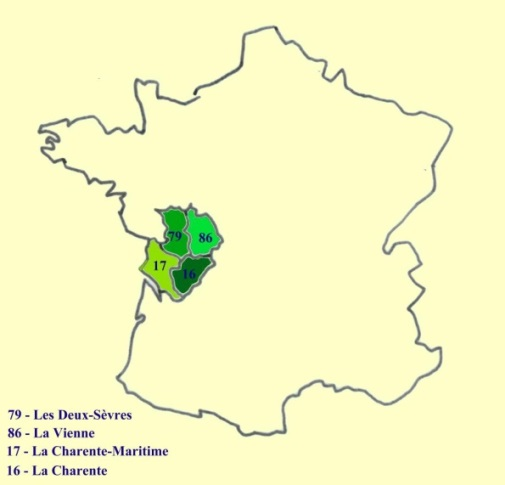 79
86
17
16
79 - Les Deux-Sèvres
86 - La Vienne
17 - La Charente-Maritime
16 - La Charente